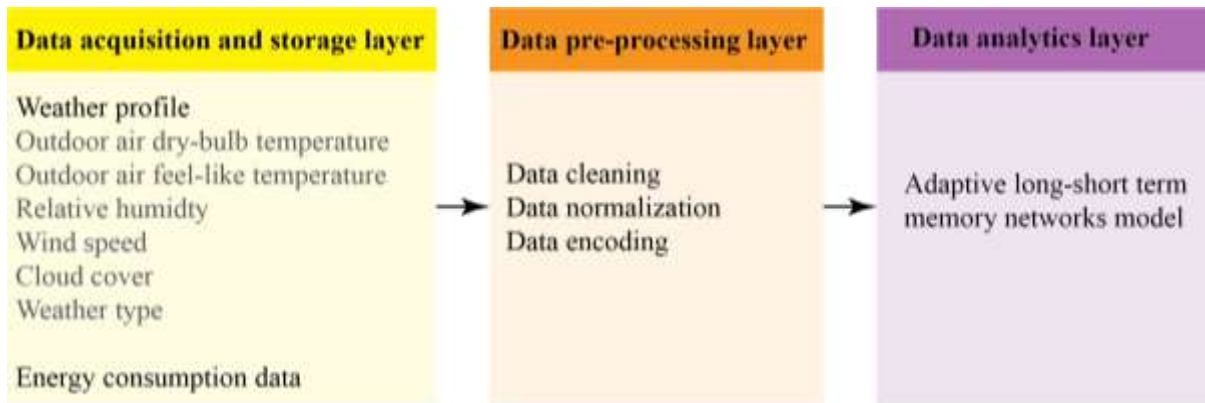 Data acquisition and storage layer
Weather profile
Outdoor air dry-bulb temperature
Outdoor air feel-like temperature
Relative humidty
Wind speed
Cloud cover
Weather type
Energy consumption data
Data pre-processing layer
Data cleaning
Data normalization
Data encoding
Data analytics layer
Adaptive long-short term
memory networks model